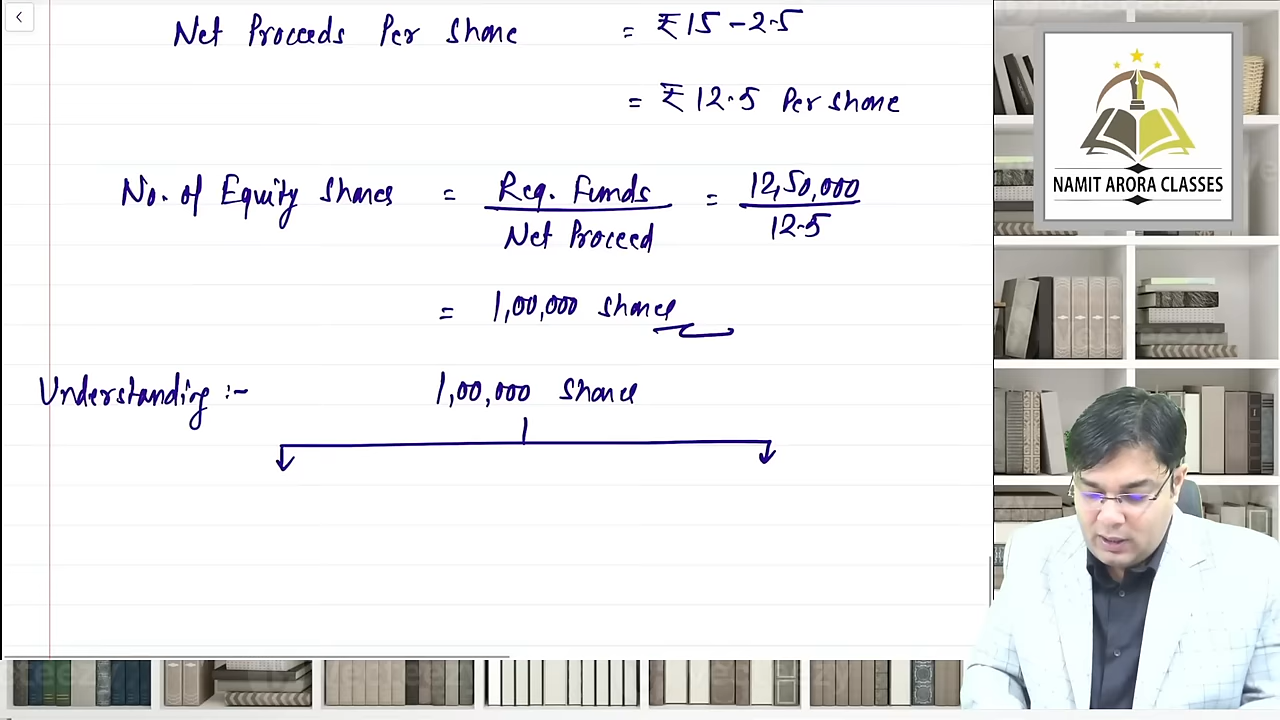 Net Proceeds Per Share = ₹15 - 2.5
= ₹ 12.5 Per Share
No. of Equity Shares = Req. Funds / Net Proceed = 12,50,000 / 12.5
= 1,00,000 Shares
Understanding :- 1,00,000 Shares
NAMIT ARORA CLASSES